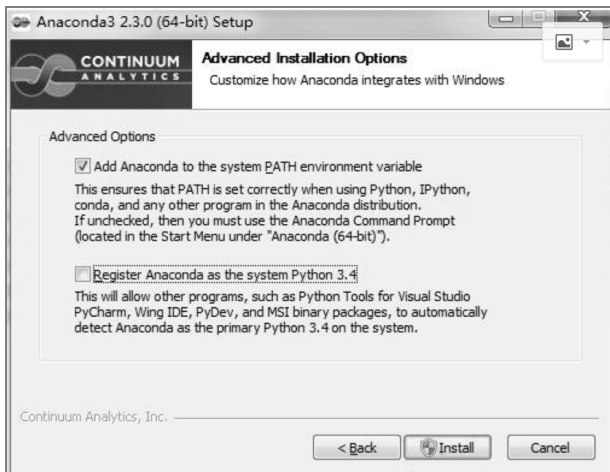 Anaconda3 2.3.0 (64-bit) Setup
CONTINUUM
ANALYTICS
Advanced Installation Options
Customize how Anaconda integrates with Windows
Advanced Options
Add Anaconda to the system PATH environment variable
This ensures that PATH is set correctly when using Python, IPython,
conda, and any other program in the Anaconda distribution.
If unchecked, then you must use the Anaconda Command Prompt
(located in the Start Menu under "Anaconda (64-bit)").
Register Anaconda as the system Python 3.4
This will allow other programs, such as Python Tools for Visual Studio
PyCharm, Wing IDE, PyDev, and MSI binary packages, to automatically
detect Anaconda as the primary Python 3.4 on the system.
Continuum Analytics, Inc.
< Back
Install
Cancel